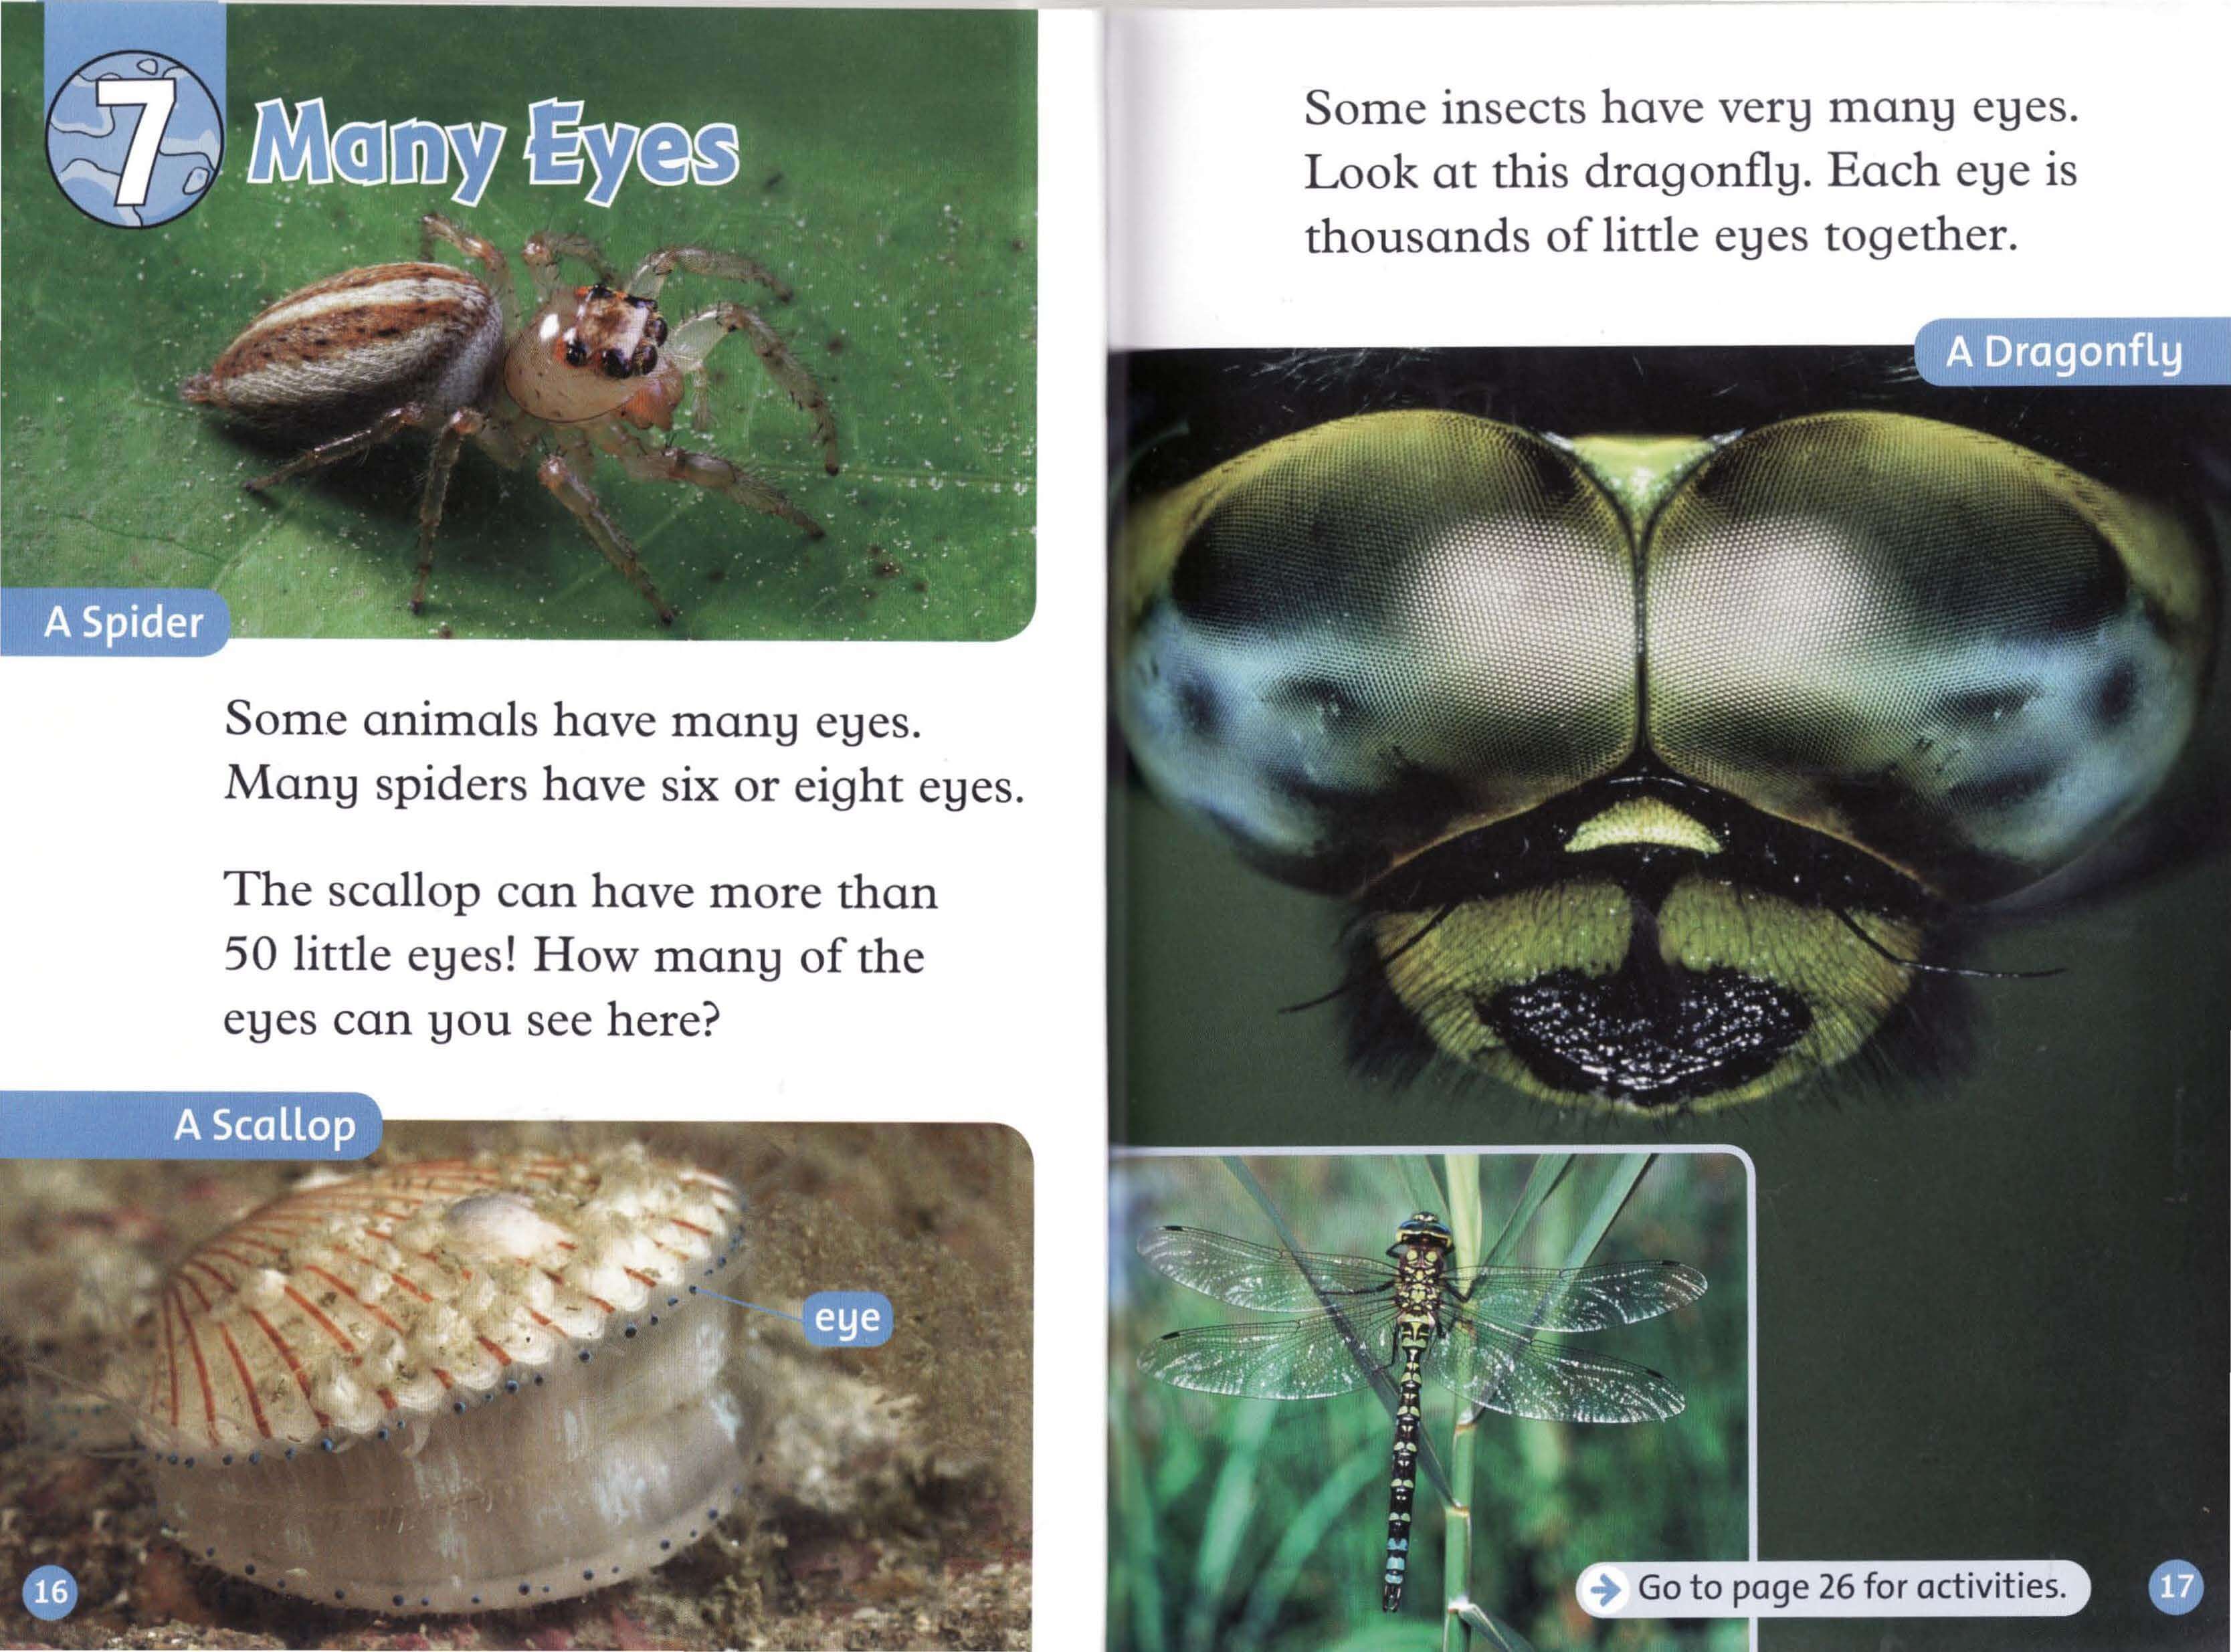 7
Many Eyes
A Spider
Some animals have many eyes.
Many spiders have six or eight eyes.
The scallop can have more than
50 little eyes! How many of the
eyes can you see here?
A Scallop
eye
16
Some insects have very many eyes.
Look at this dragonfly. Each eye is
thousands of little eyes together.
A Dragonfly
Go to page 26 for activities.
17